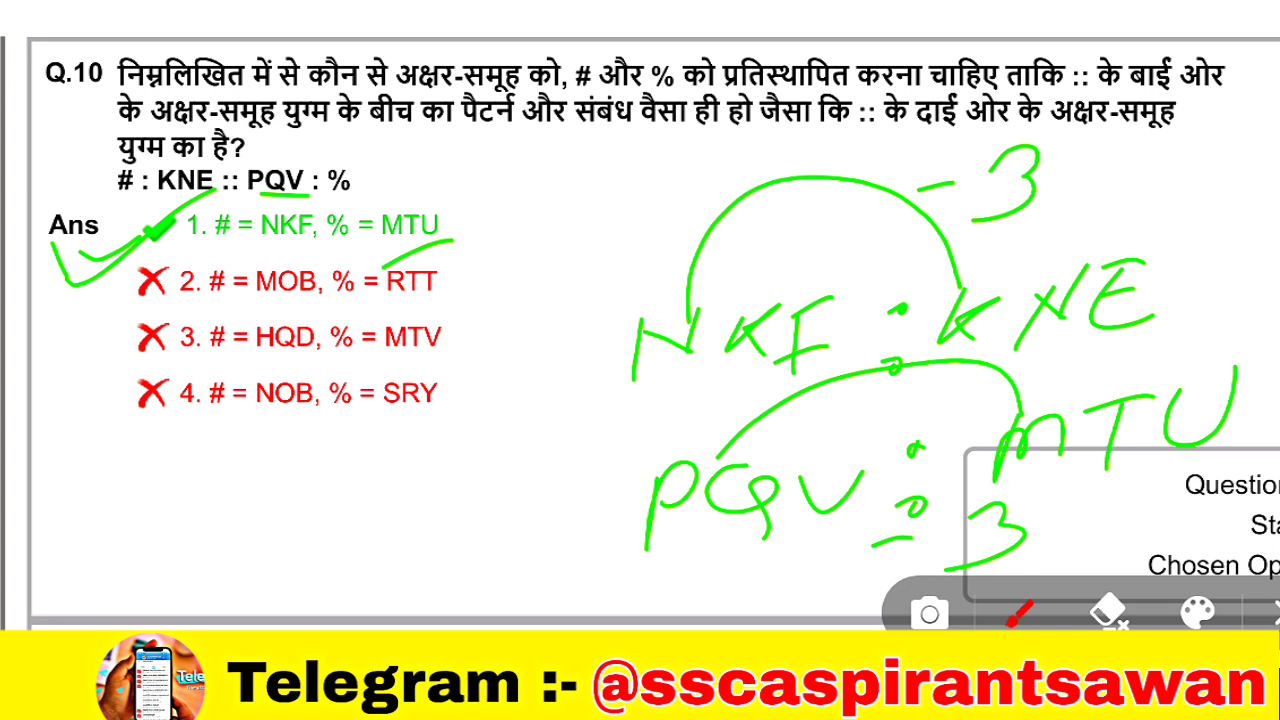 Q.10 निम्नलिखित में से कौन से अक्षर-समूह को, # और % को प्रतिस्थापित करना चाहिए ताकि :: के बाईं ओर
के अक्षर-समूह युग्म के बीच का पैटर्न और संबंध वैसा ही हो जैसा कि :: के दाईं ओर के अक्षर-समूह
युग्म का है?
# : KNE :: PQV : %
Ans 1. # = NKF, % = MTU
2. # = MOB, % = RTT
3. # = HQD, % = MTV
4. # = NOB, % = SRY
- 3
NKF : KNE
PQV : MTU
- 3
Question
Sta
Chosen Op
Telegram :- @sscaspirantsawan